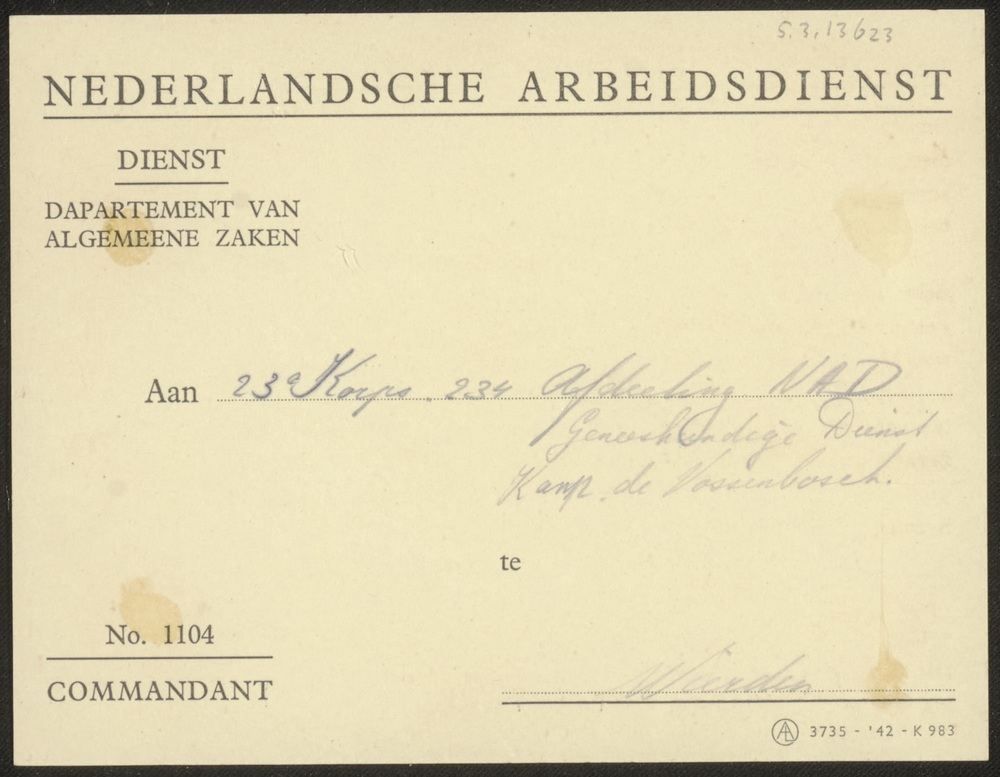 5.3.13623
NEDERLANDSCHE ARBEIDSDIENST
DIENST
DAPARTEMENT VAN
ALGEMEENE ZAKEN
Aan 23e Korps. 234 Afdeeling NAD
Geneeskundige Dienst
Kamp de Vossenbosch.
te
No. 1104
COMMANDANT
Wierden
3735 - '42 - K 983